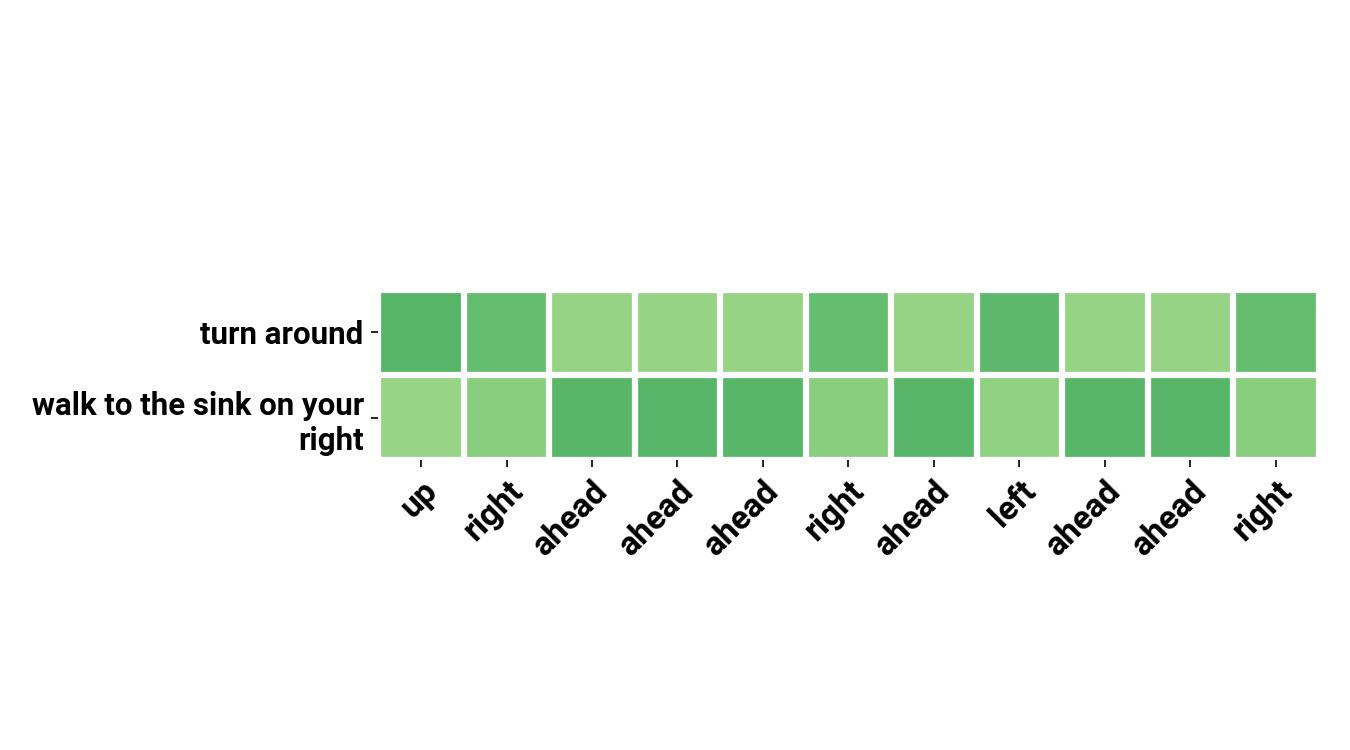 turn around
walk to the sink on your
right
up
right
ahead
ahead
ahead
right
ahead
left
ahead
ahead
right